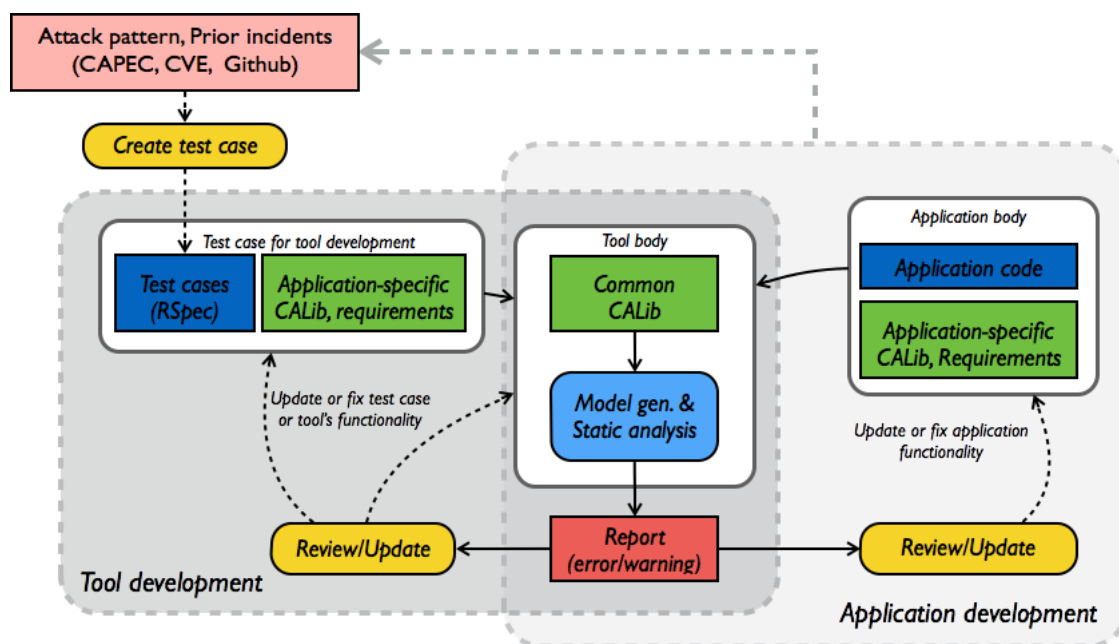 Attack pattern, Prior incidents
(CAPEC, CVE, Github)
Create test case
Test case for tool development
Test cases
(RSpec)
Application-specific
CALib, requirements
Tool body
Common
CALib
Model gen. &
Static analysis
Application body
Application code
Application-specific
CALib, Requirements
Update or fix test case
or tool's functionality
Update or fix application
functionality
Review/Update
Report
(error/warning)
Review/Update
Tool development
Application development